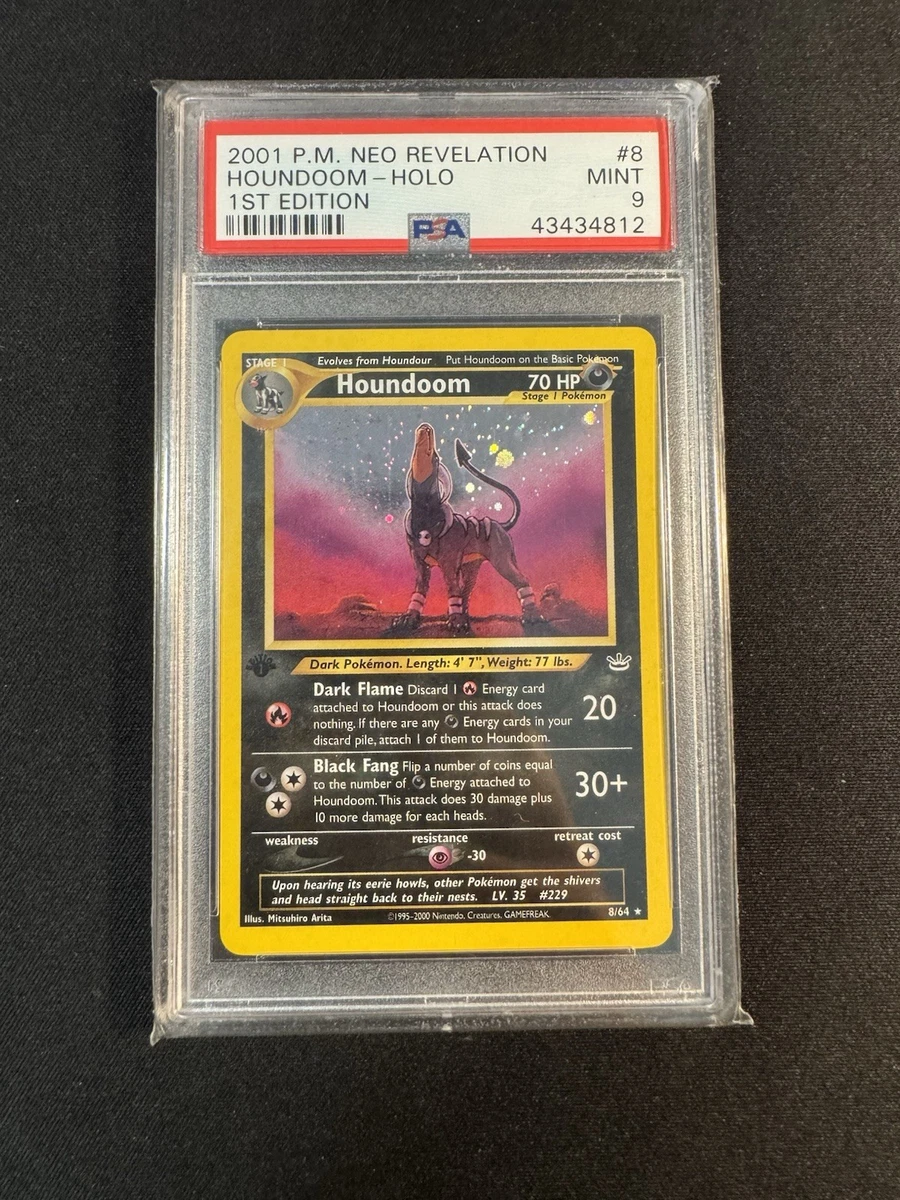 2001 P.M. NEO REVELATION #8
HOUNDOOM - HOLO MINT
1ST EDITION 9
PSA 43434812
STAGE 1 Evolves from Houndour Put Houndoom on the Basic Pokémon
Houndoom 70 HP
Stage 1 Pokémon
1
Dark Pokémon. Length: 4' 7", Weight: 77 lbs.
Dark Flame Discard 1 Energy card
attached to Houndoom or this attack does
nothing. If there are any Energy cards in your
discard pile, attach 1 of them to Houndoom.
20
Black Fang Flip a number of coins equal
to the number of Energy attached to
Houndoom. This attack does 30 damage plus
10 more damage for each heads.
30+
weakness resistance retreat cost
-30
Upon hearing its eerie howls, other Pokémon get the shivers
and head straight back to their nests. LV. 35 #229
Illus. Mitsuhiro Arita ©1995-2000 Nintendo, Creatures, GAMEFREAK. 8/64 ★